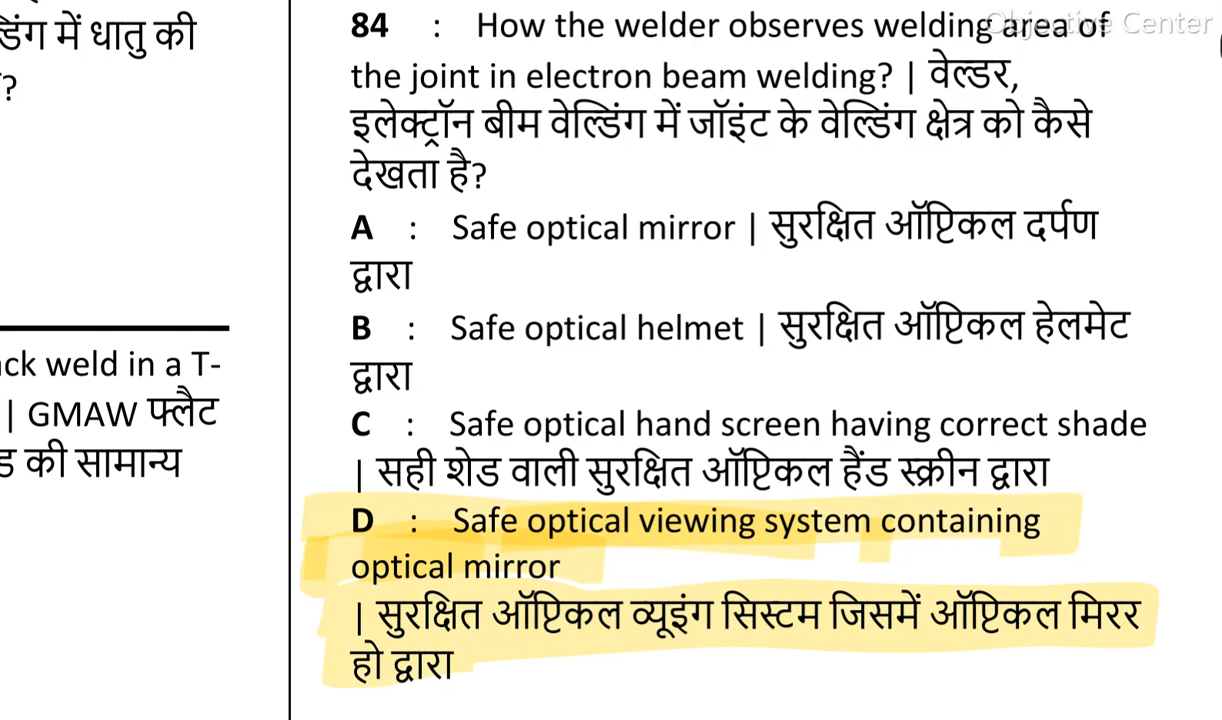 डिंग में धातु की
?
ack weld in a T-
| GMAW फ्लैट
ड की सामान्य
Objective Center
84 : How the welder observes welding area of
the joint in electron beam welding? | वेल्डर,
इलेक्ट्रॉन बीम वेल्डिंग में जॉइंट के वेल्डिंग क्षेत्र को कैसे
देखता है?
A : Safe optical mirror | सुरक्षित ऑप्टिकल दर्पण
द्वारा
B : Safe optical helmet | सुरक्षित ऑप्टिकल हेलमेट
द्वारा
C : Safe optical hand screen having correct shade
| सही शेड वाली सुरक्षित ऑप्टिकल हैंड स्क्रीन द्वारा
D : Safe optical viewing system containing
optical mirror
| सुरक्षित ऑप्टिकल व्यूइंग सिस्टम जिसमें ऑप्टिकल मिरर
हो द्वारा